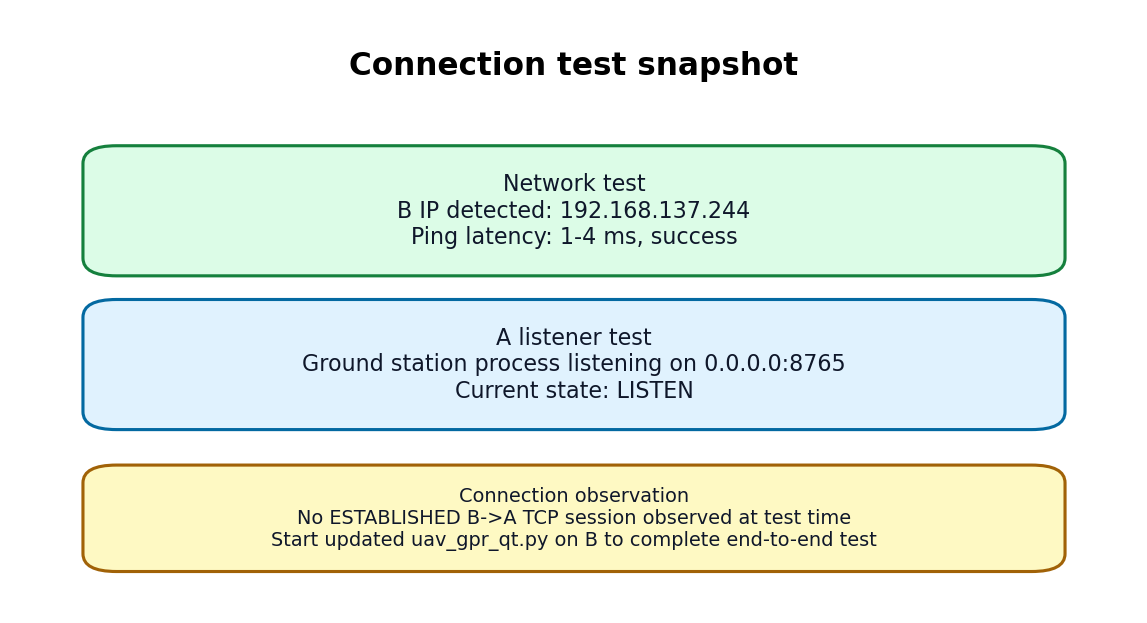 Connection test snapshot
Network test
B IP detected: 192.168.137.244
Ping latency: 1-4 ms, success
A listener test
Ground station process listening on 0.0.0.0:8765
Current state: LISTEN
Connection observation
No ESTABLISHED B->A TCP session observed at test time
Start updated uav_gpr_qt.py on B to complete end-to-end test